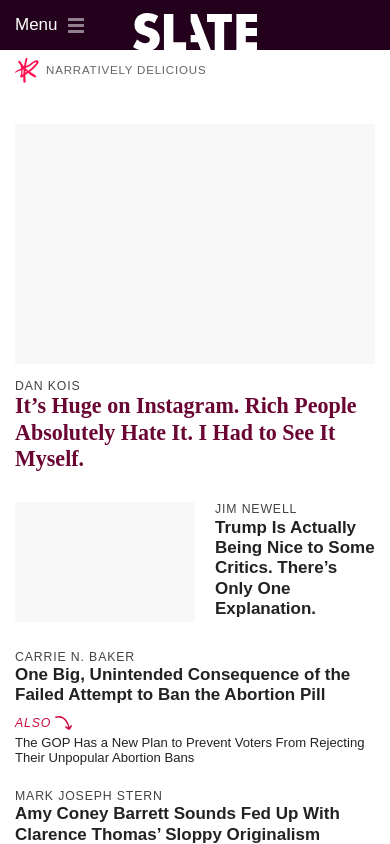 Menu
SLATE
NARRATIVELY DELICIOUS
DAN KOIS
It’s Huge on Instagram. Rich People
Absolutely Hate It. I Had to See It
Myself.
JIM NEWELL
Trump Is Actually
Being Nice to Some
Critics. There’s
Only One
Explanation.
CARRIE N. BAKER
One Big, Unintended Consequence of the
Failed Attempt to Ban the Abortion Pill
ALSO
The GOP Has a New Plan to Prevent Voters From Rejecting
Their Unpopular Abortion Bans
MARK JOSEPH STERN
Amy Coney Barrett Sounds Fed Up With
Clarence Thomas’ Sloppy Originalism